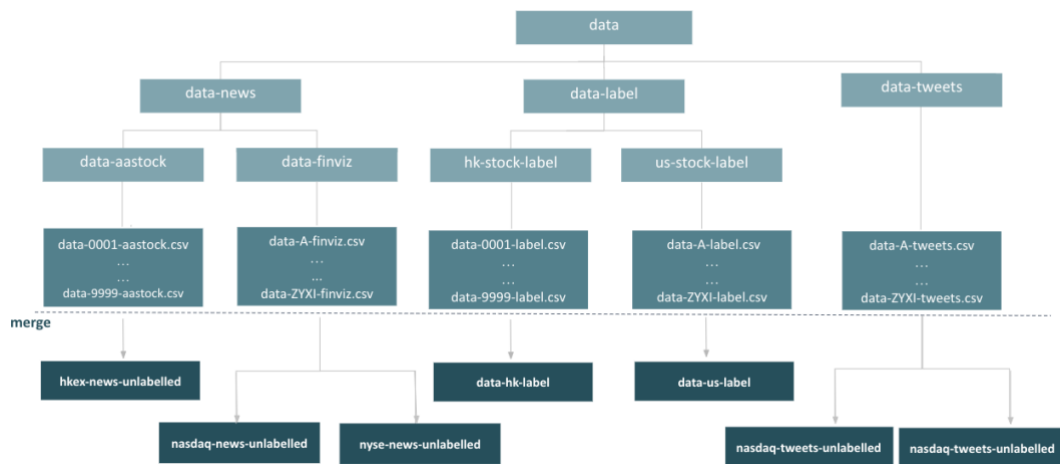 data
data-news
data-label
data-tweets
data-aastock
data-finviz
hk-stock-label
us-stock-label
data-0001-aastock.csv
...
...
data-9999-aastock.csv
data-A-finviz.csv
...
...
data-ZYXI-finviz.csv
data-0001-label.csv
...
...
data-9999-label.csv
data-A-label.csv
...
...
data-ZYXI-label.csv
data-A-tweets.csv
...
...
data-ZYXI-tweets.csv
merge
hkex-news-unlabelled
data-hk-label
data-us-label
nasdaq-news-unlabelled
nyse-news-unlabelled
nasdaq-tweets-unlabelled
nasdaq-tweets-unlabelled